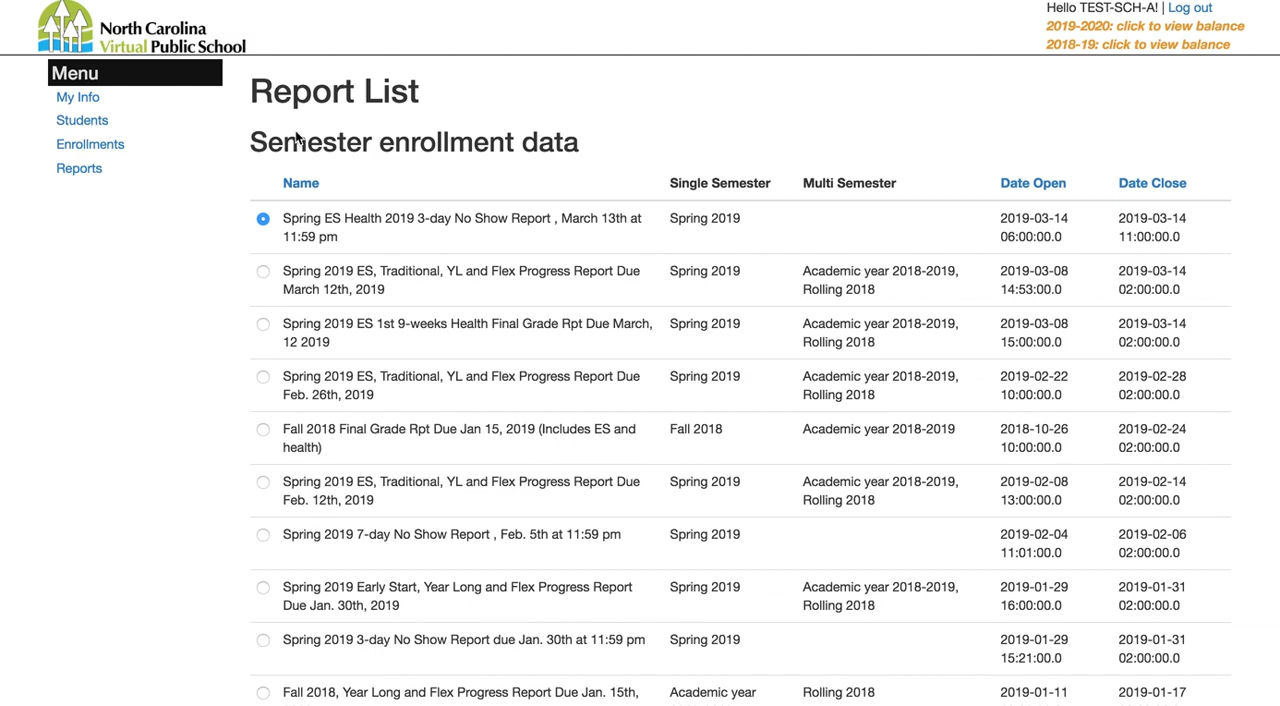 North Carolina
Virtual Public School
Hello TEST-SCH-A! | Log out
2019-2020: click to view balance
2018-19: click to view balance
Menu
My Info
Students
Enrollments
Reports
Report List
Semester enrollment data
Name Single Semester Multi Semester Date Open Date Close
Spring ES Health 2019 3-day No Show Report , March 13th at Spring 2019 2019-03-14 2019-03-14
11:59 pm 06:00:00.0 11:00:00.0
Spring 2019 ES, Traditional, YL and Flex Progress Report Due Spring 2019 Academic year 2018-2019, 2019-03-08 2019-03-14
March 12th, 2019 Rolling 2018 14:53:00.0 02:00:00.0
Spring 2019 ES 1st 9-weeks Health Final Grade Rpt Due March, Spring 2019 Academic year 2018-2019, 2019-03-08 2019-03-14
12 2019 Rolling 2018 15:00:00.0 02:00:00.0
Spring 2019 ES, Traditional, YL and Flex Progress Report Due Spring 2019 Academic year 2018-2019, 2019-02-22 2019-02-28
Feb. 26th, 2019 Rolling 2018 10:00:00.0 02:00:00.0
Fall 2018 Final Grade Rpt Due Jan 15, 2019 (Includes ES and Fall 2018 Academic year 2018-2019 2018-10-26 2019-02-24
health) 10:00:00.0 02:00:00.0
Spring 2019 ES, Traditional, YL and Flex Progress Report Due Spring 2019 Academic year 2018-2019, 2019-02-08 2019-02-14
Feb. 12th, 2019 Rolling 2018 13:00:00.0 02:00:00.0
Spring 2019 7-day No Show Report , Feb. 5th at 11:59 pm Spring 2019 2019-02-04 2019-02-06
11:01:00.0 02:00:00.0
Spring 2019 Early Start, Year Long and Flex Progress Report Spring 2019 Academic year 2018-2019, 2019-01-29 2019-01-31
Due Jan. 30th, 2019 Rolling 2018 16:00:00.0 02:00:00.0
Spring 2019 3-day No Show Report due Jan. 30th at 11:59 pm Spring 2019 2019-01-29 2019-01-31
15:21:00.0 02:00:00.0
Fall 2018, Year Long and Flex Progress Report Due Jan. 15th, Academic year Rolling 2018 2019-01-11 2019-01-17